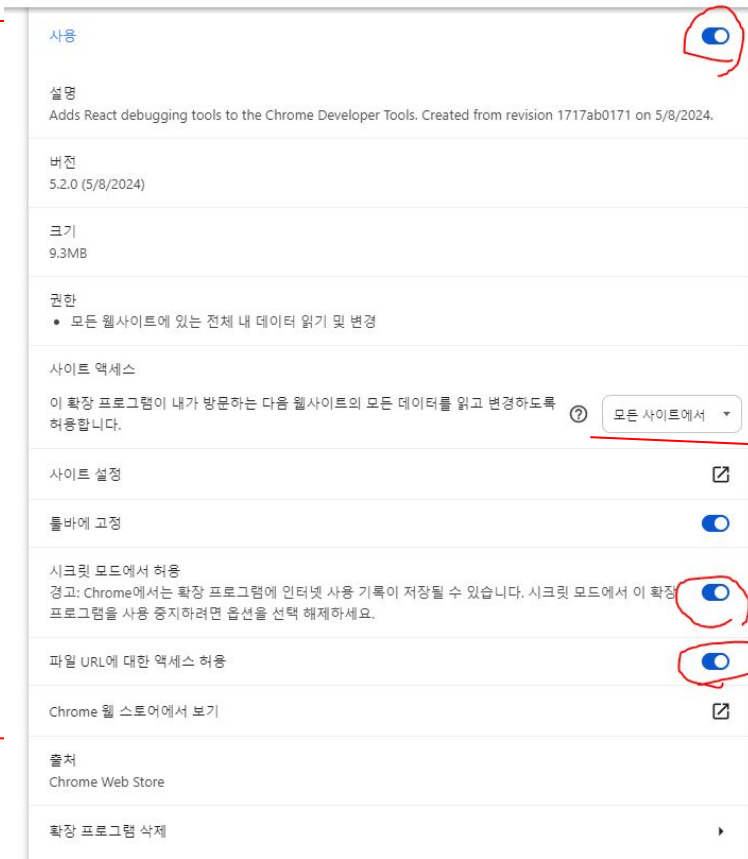 사용
설명
Adds React debugging tools to the Chrome Developer Tools. Created from revision 1717ab0171 on 5/8/2024.
버전
5.2.0 (5/8/2024)
크기
9.3MB
권한
• 모든 웹사이트에 있는 전체 내 데이터 읽기 및 변경
사이트 액세스
이 확장 프로그램이 내가 방문하는 다음 웹사이트의 모든 데이터를 읽고 변경하도록
허용합니다.
모든 사이트에서
사이트 설정
툴바에 고정
시크릿 모드에서 허용
경고: Chrome에서는 확장 프로그램에 인터넷 사용 기록이 저장될 수 있습니다. 시크릿 모드에서 이 확장
프로그램을 사용 중지하려면 옵션을 선택 해제하세요.
파일 URL에 대한 액세스 허용
Chrome 웹 스토어에서 보기
출처
Chrome Web Store
확장 프로그램 삭제